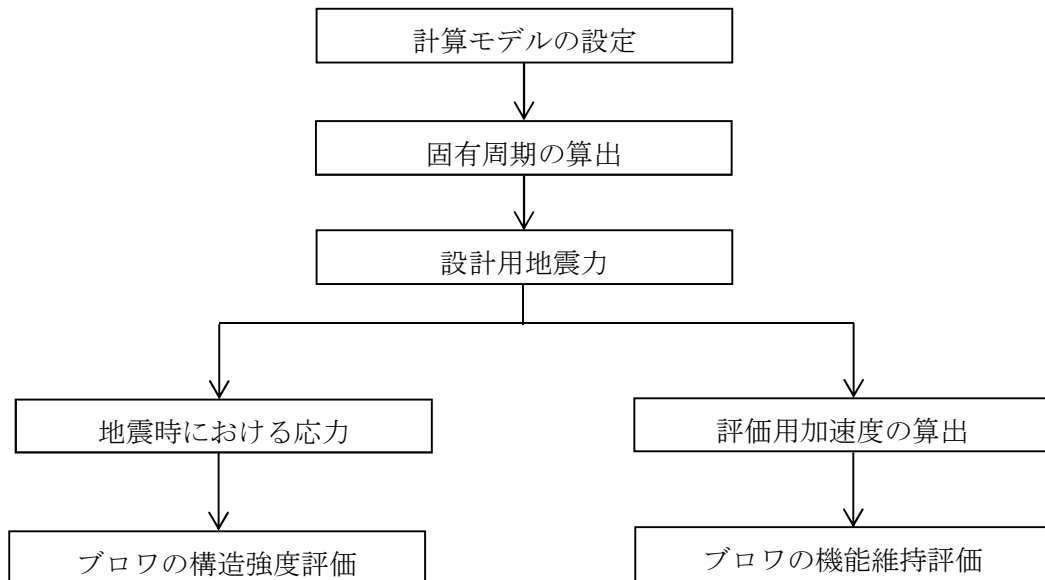 計算モデルの設定
固有周期の算出
設計用地震力
地震時における応力
評価用加速度の算出
ブロワの構造強度評価
ブロワの機能維持評価